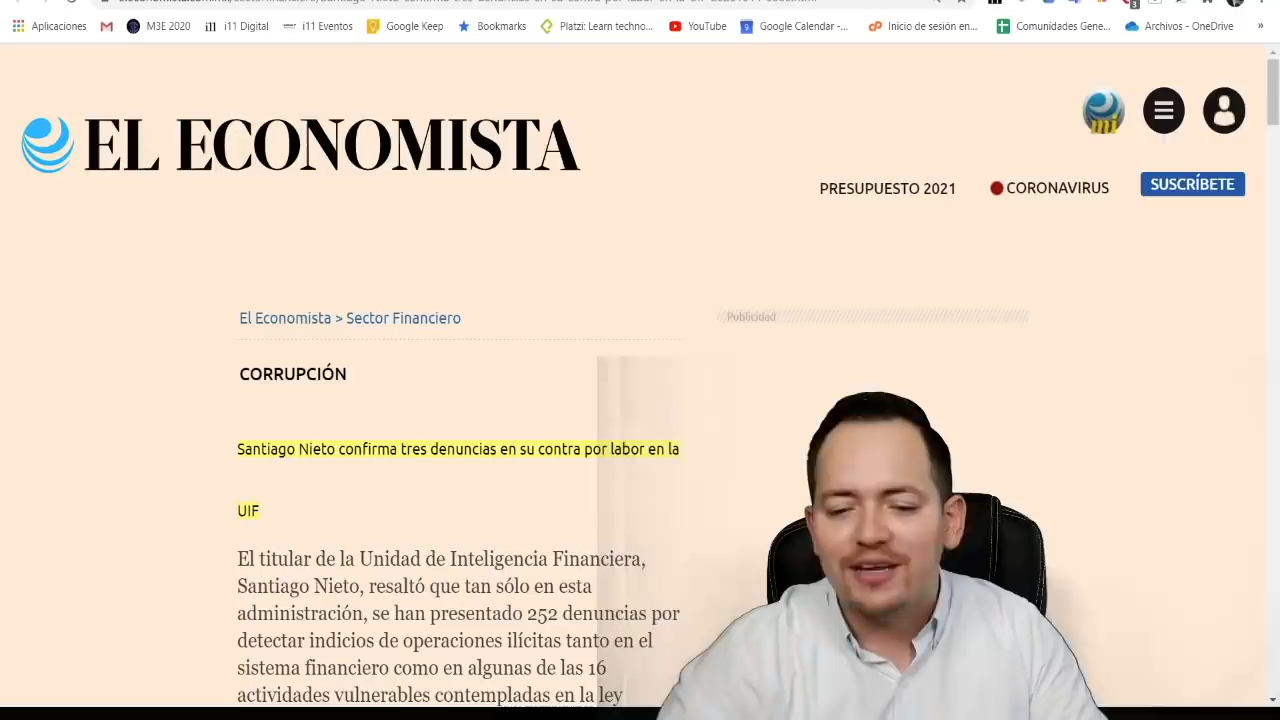 Aplicaciones M3E 2020 i11 Digital i11 Eventos Google Keep Bookmarks Platzi: Learn techno... YouTube Google Calendar -... Inicio de sesión en... Comunidades Gene... Archivos - OneDrive »
EL ECONOMISTA
PRESUPUESTO 2021 CORONAVIRUS SUSCRÍBETE
El Economista > Sector Financiero
Publicidad
CORRUPCIÓN
Santiago Nieto confirma tres denuncias en su contra por labor en la
UIF
El titular de la Unidad de Inteligencia Financiera,
Santiago Nieto, resaltó que tan sólo en esta
administración, se han presentado 252 denuncias por
detectar indicios de operaciones ilícitas tanto en el
sistema financiero como en algunas de las 16
actividades vulnerables contempladas en la ley